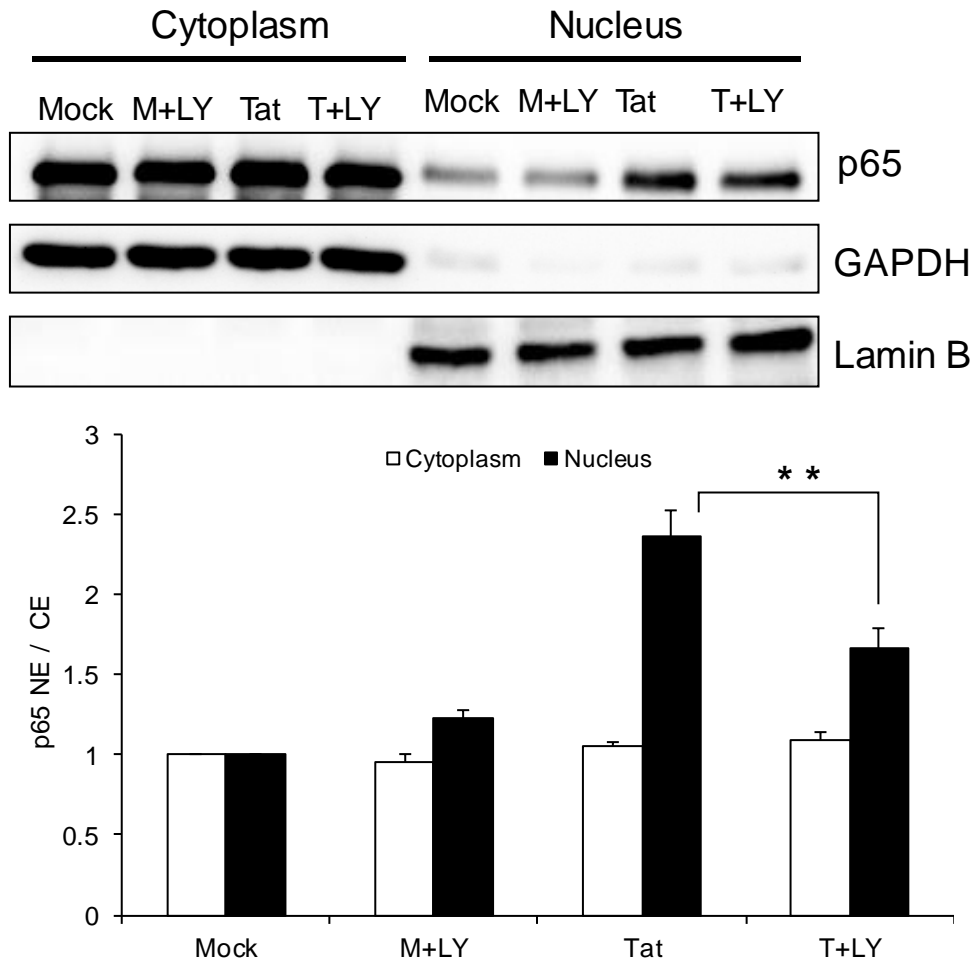 Cytoplasm Nucleus
Mock M+LY Tat T+LY Mock M+LY Tat T+LY
p65
GAPDH
Lamin B
3
Cytoplasm Nucleus
* *
2.5
2
1.5
1
0.5
0
p65 NE / CE
Mock M+LY Tat T+LY